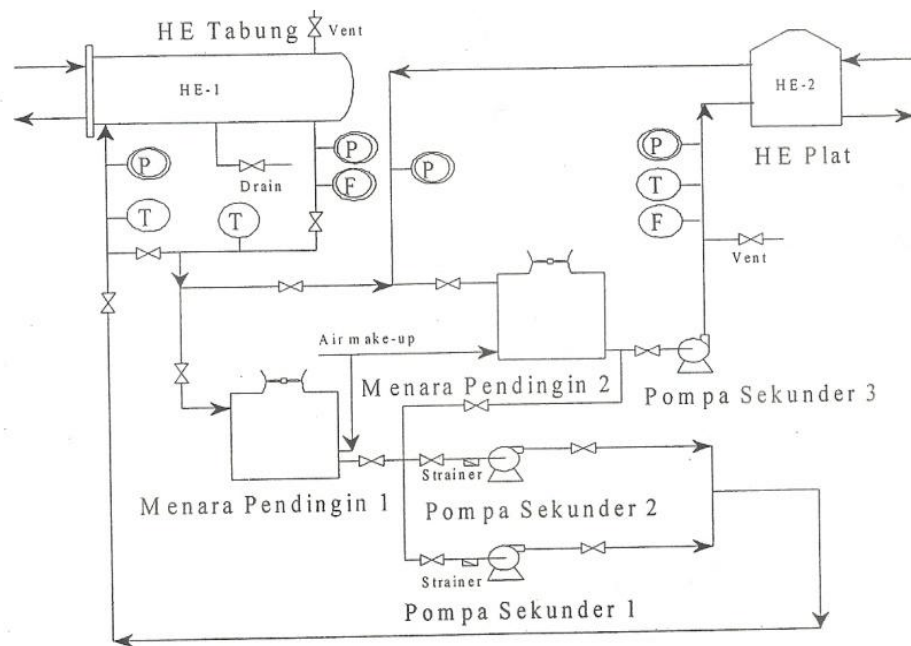 HE Tabung
Vent
HE-1
HE-2
P
P
P
P
F
Drain
HE Plat
T
T
T
F
Vent
Air make-up
Menara Pendingin 2
Pompa Sekunder 3
Menara Pendingin 1
Strainer
Pompa Sekunder 2
Strainer
Pompa Sekunder 1